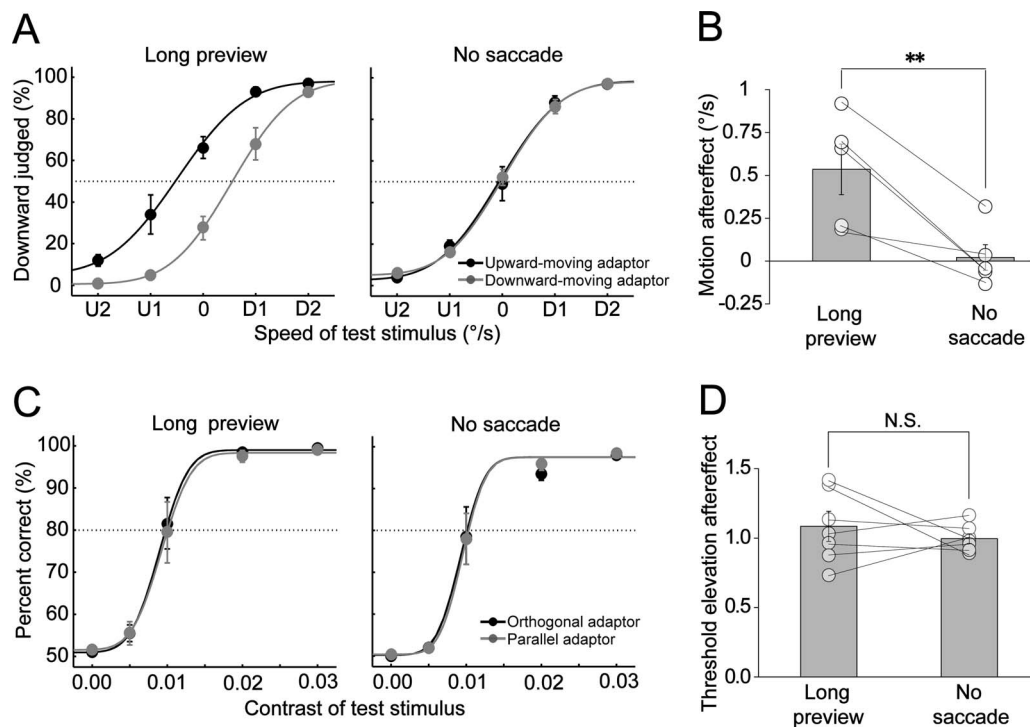 A
Long preview
No saccade
Downward judged (%)
100
80
60
40
20
0
U2 U1 0 D1 D2
U2 U1 0 D1 D2
Upward-moving adaptor
Downward-moving adaptor
Speed of test stimulus (°/s)
B
**
Motion aftereffect (°/s)
1
0.75
0.5
0.25
0
-0.25
Long
preview
No
saccade
C
Long preview
No saccade
Percent correct (%)
100
90
80
70
60
50
0.00 0.01 0.02 0.03
0.00 0.01 0.02 0.03
Orthogonal adaptor
Parallel adaptor
Contrast of test stimulus
D
N.S.
Threshold elevation aftereffect
1.5
1.0
0.5
0.0
Long
preview
No
saccade